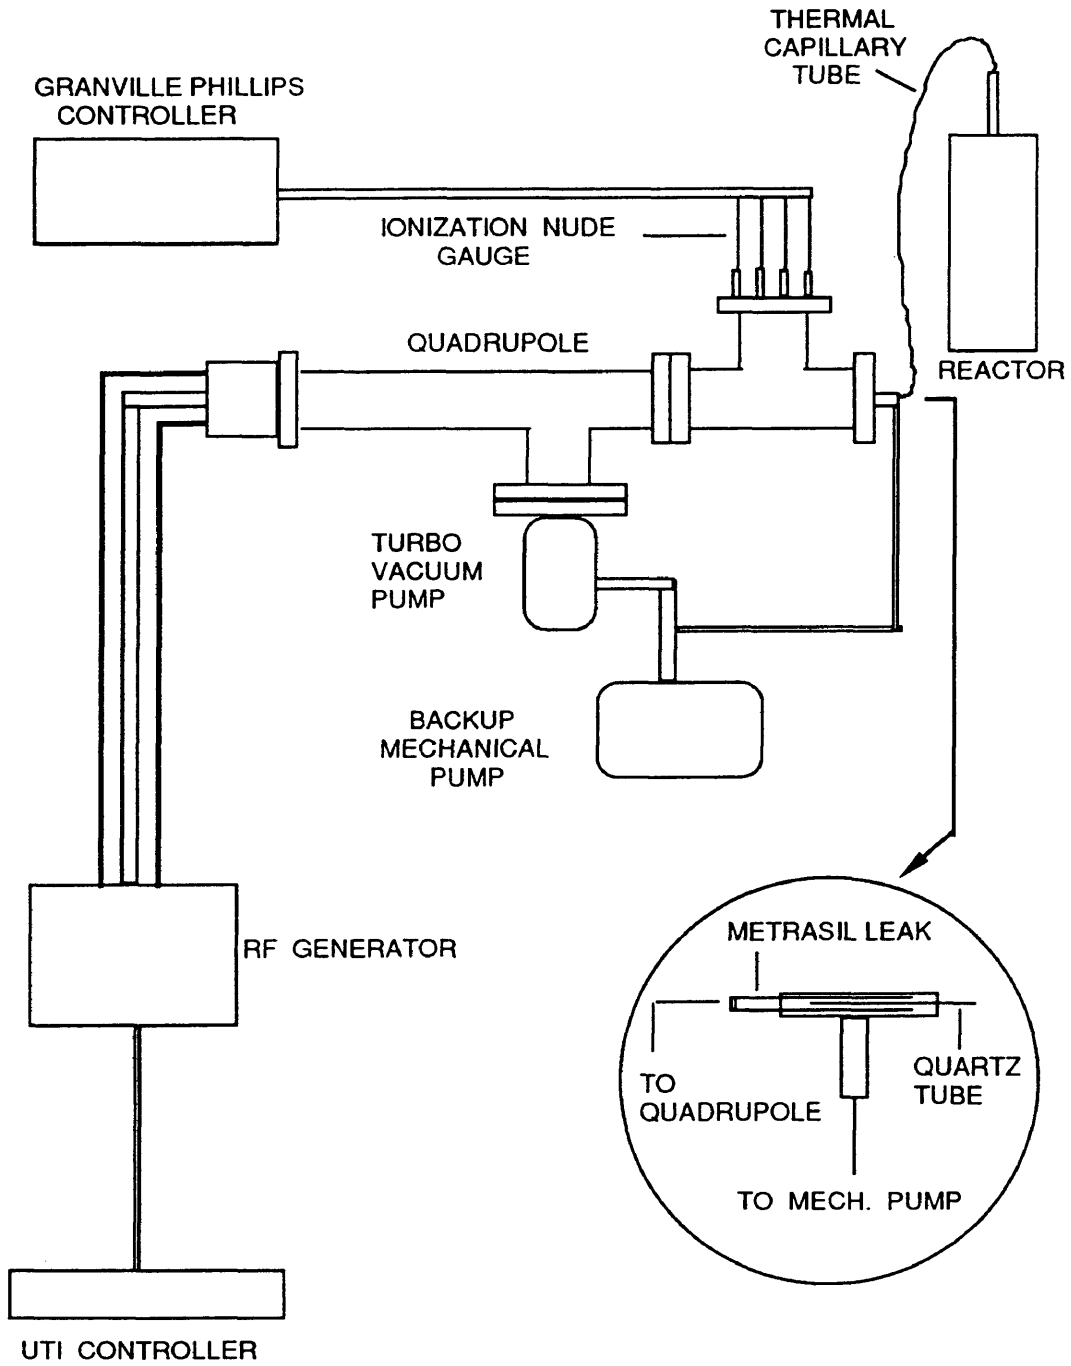 THERMAL
CAPILLARY
TUBE
GRANVILLE PHILLIPS
CONTROLLER
IONIZATION NUDE
GAUGE
QUADRUPOLE
REACTOR
TURBO
VACUUM
PUMP
BACKUP
MECHANICAL
PUMP
RF GENERATOR
METRASIL LEAK
TO
QUADRUPOLE
QUARTZ
TUBE
TO MECH. PUMP
UTI CONTROLLER